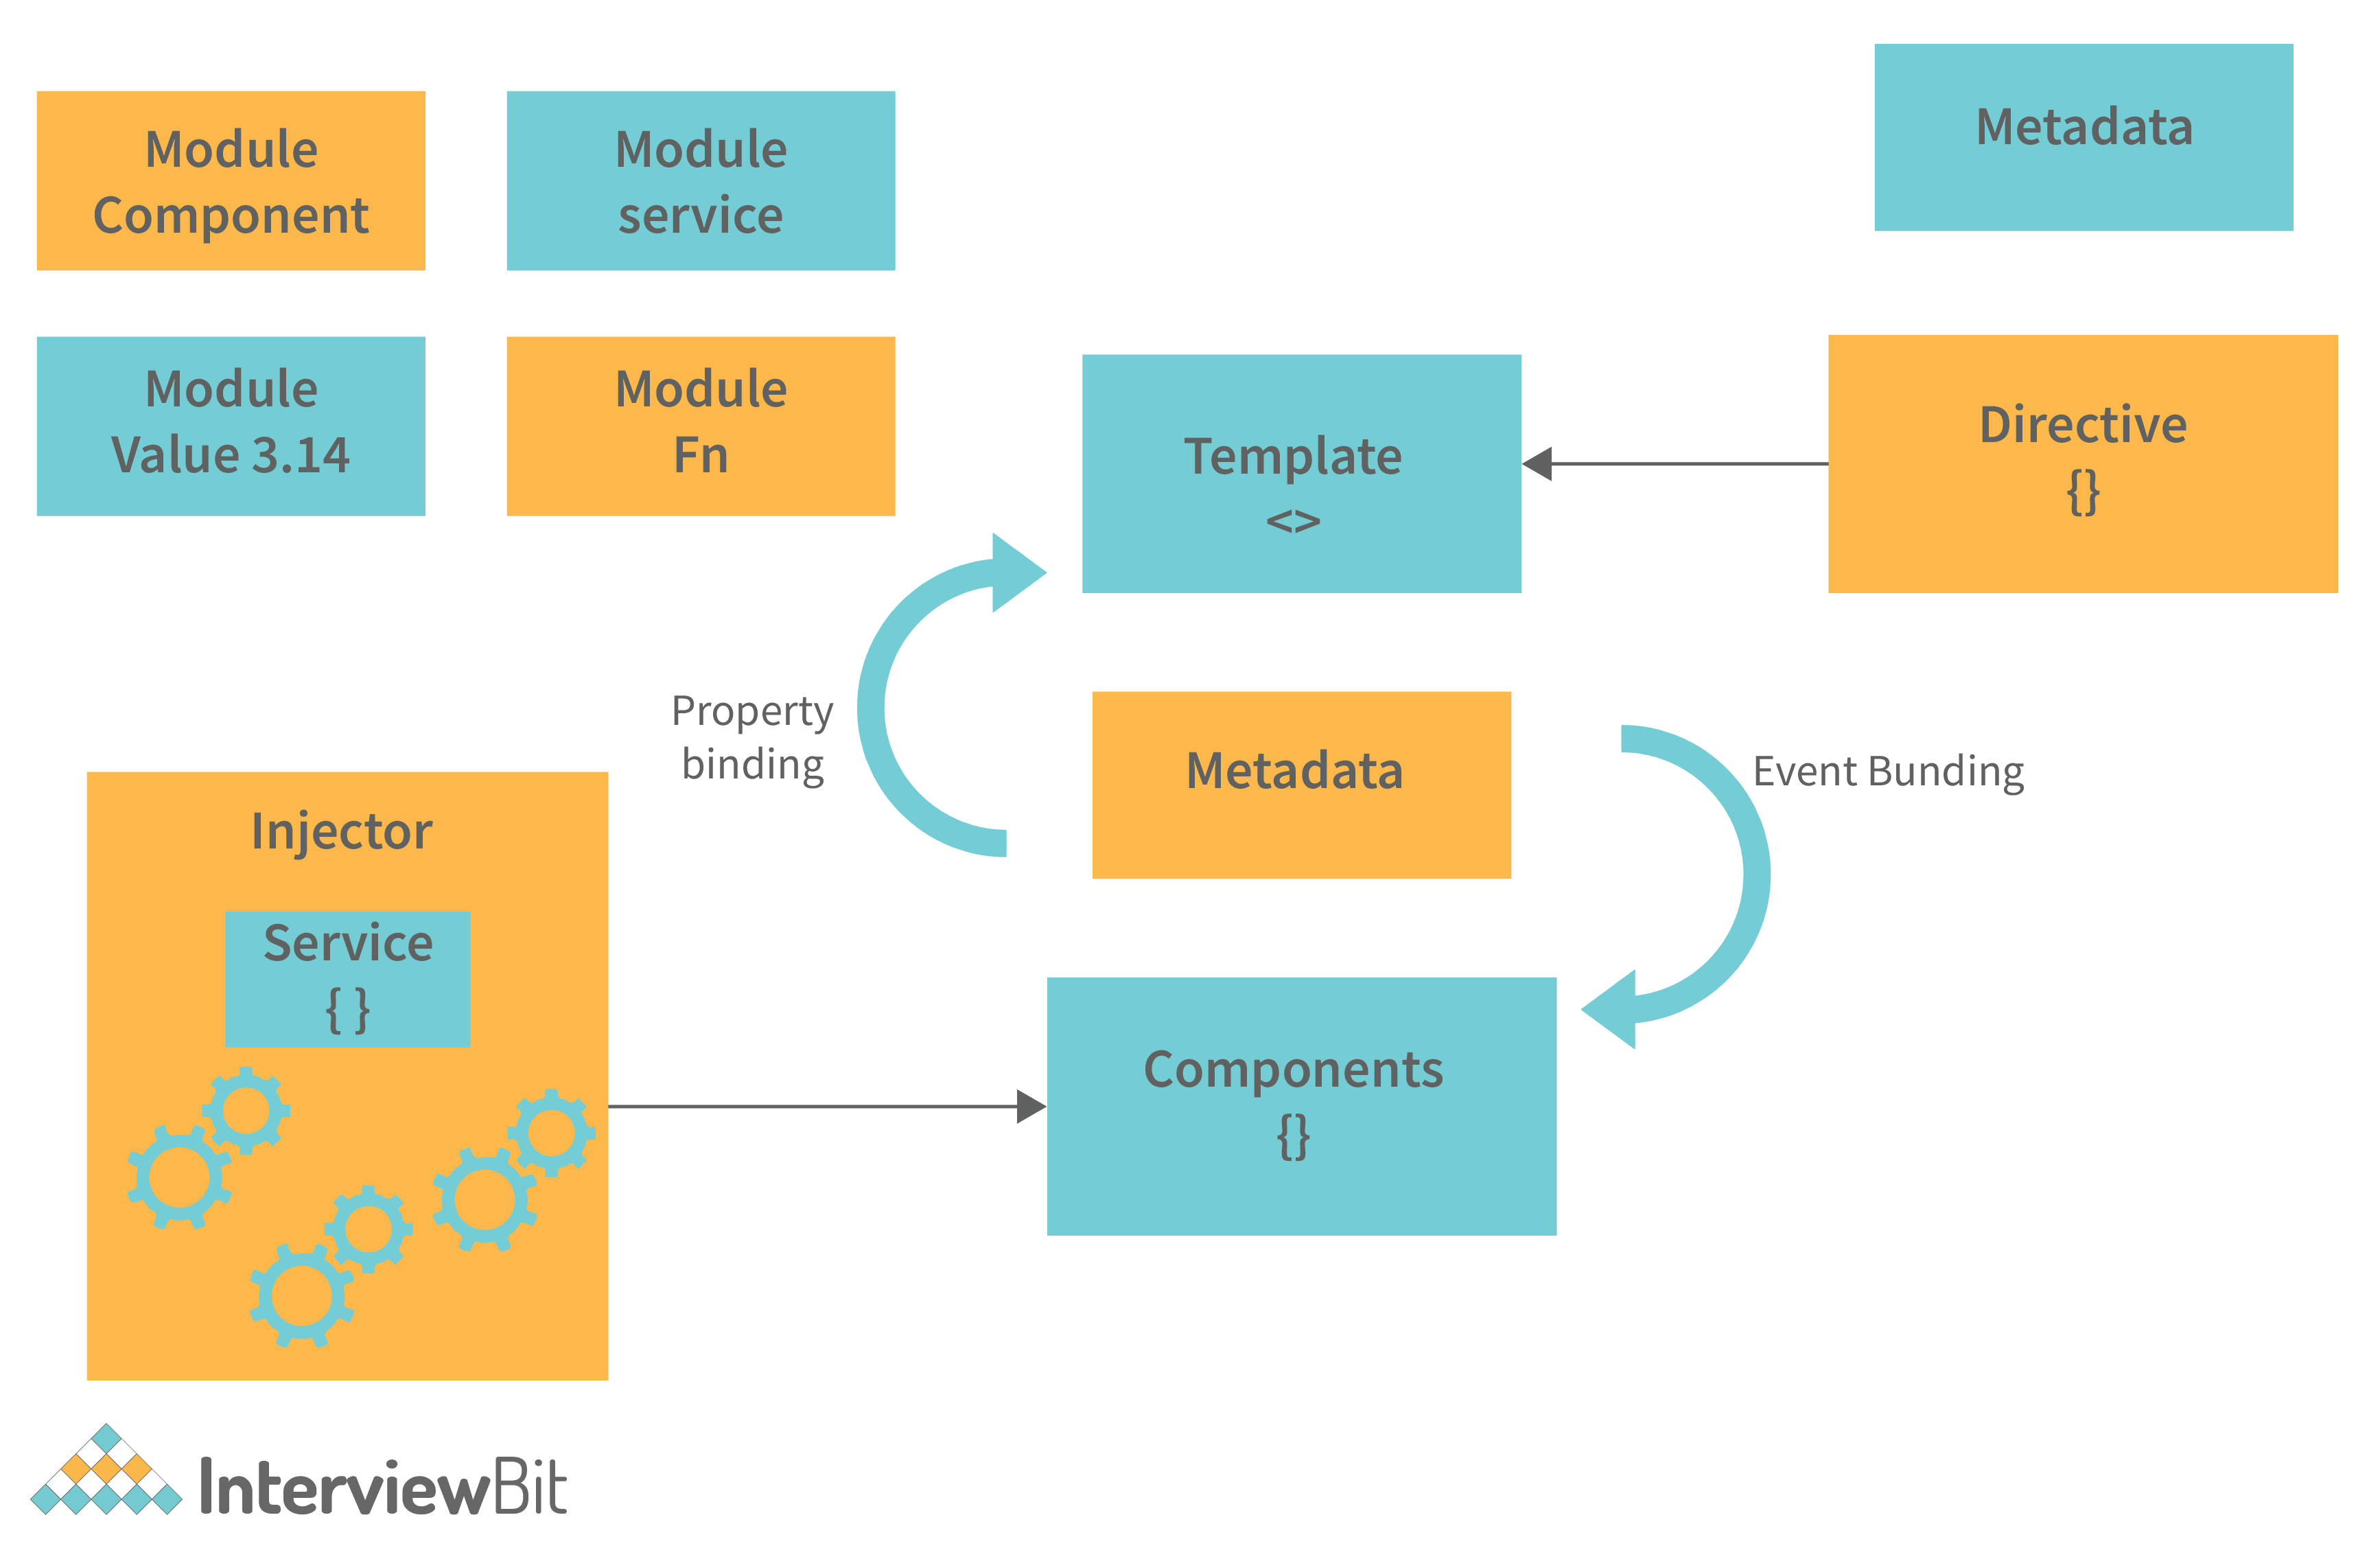 Module
Component
Module
service
Metadata
Module
Value 3.14
Module
Fn
Template
<>
Directive
{}
Property
binding
Metadata
Event Bunding
Injector
Service
{ }
Components
{}
InterviewBit